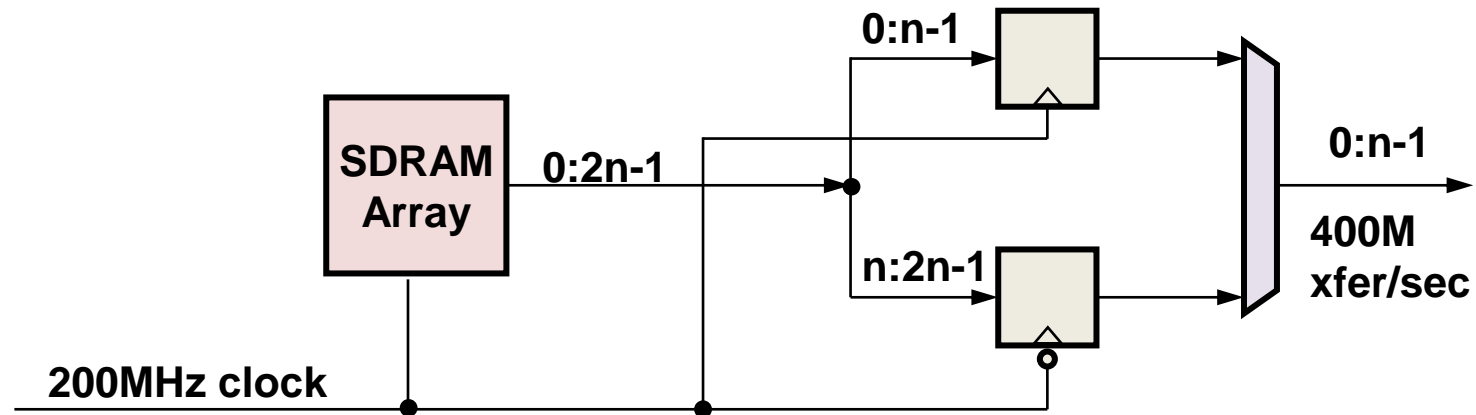 0:n-1
SDRAM
Array
0:2n-1
0:n-1
n:2n-1
400M
xfer/sec
200MHz clock